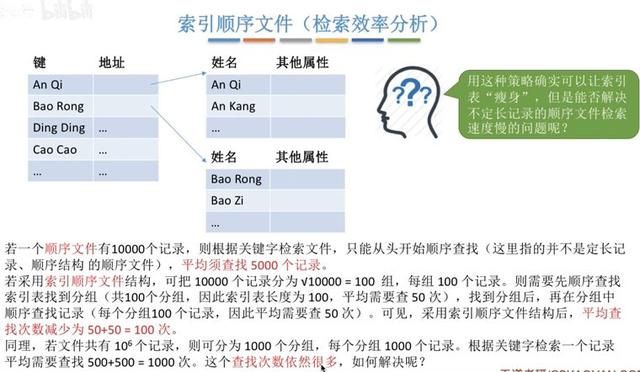 bilibili
索引顺序文件（检索效率分析）
键 地址
An Qi
Bao Rong
Ding Ding ...
Cao Cao ...
... ...
姓名 其他属性
An Qi
An Kang
...
姓名 其他属性
Bao Rong
Bao Zi
...
???
用这种策略确实可以让索引
表“瘦身”，但是能否解决
不定长记录的顺序文件检索
速度慢的问题呢？
若一个顺序文件有10000个记录，则根据关键字检索文件，只能从头开始顺序查找（这里指的并不是定长记
录、顺序结构 的顺序文件），平均须查找 5000 个记录。
若采用索引顺序文件结构，可把 10000 个记录分为 √10000 = 100 组，每组 100 个记录。则需要先顺序查找
索引表找到分组（共100个分组，因此索引表长度为 100，平均需要查 50 次），找到分组后，再在分组中
顺序查找记录（每个分组100 个记录，因此平均需要查 50 次）。可见，采用索引顺序文件结构后，平均查
找次数减少为 50+50 = 100 次。
同理，若文件共有 10⁶ 个记录，则可分为 1000 个分组，每个分组 1000 个记录。根据关键字检索一个记录
平均需要查找 500+500 = 1000 次。这个查找次数依然很多，如何解决呢？